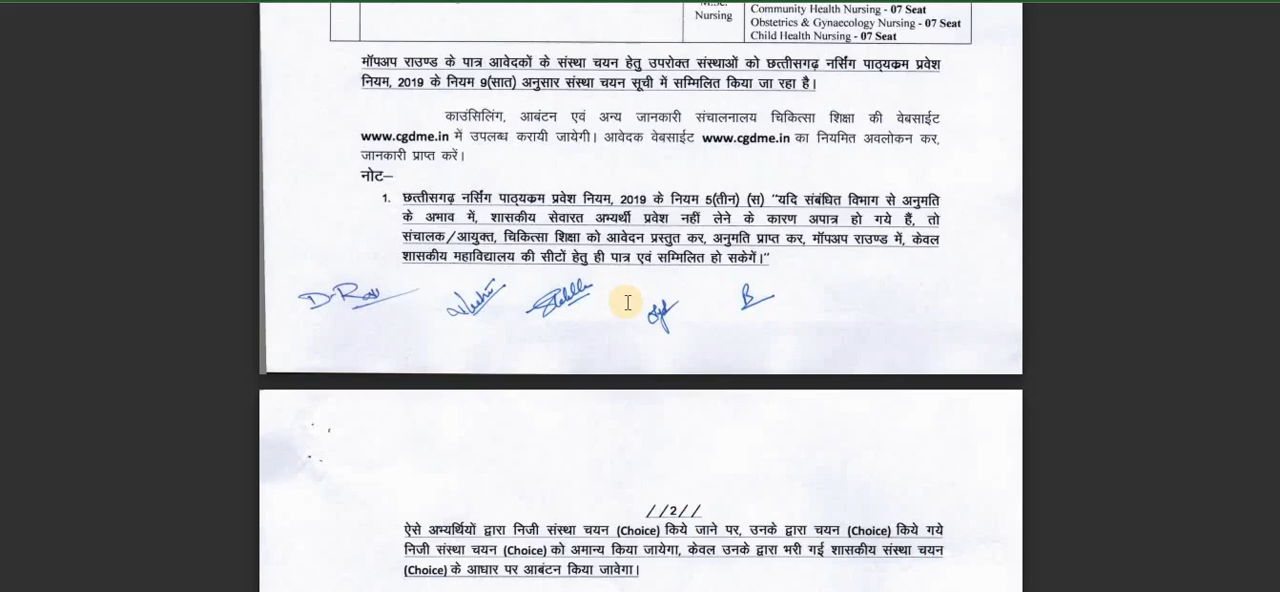 Nursing
Community Health Nursing - 07 Seat
Obstetrics & Gynaecology Nursing - 07 Seat
Child Health Nursing - 07 Seat
मॉपअप राउण्ड के पात्र आवेदकों के संस्था चयन हेतु उपरोक्त संस्थाओं को छत्तीसगढ़ नर्सिंग पाठ्यक्रम प्रवेश
नियम, 2019 के नियम 9(सात) अनुसार संस्था चयन सूची में सम्मिलित किया जा रहा है।
काउंसिलिंग, आबंटन एवं अन्य जानकारी संचालनालय चिकित्सा शिक्षा की वेबसाईट
www.cgdme.in में उपलब्ध करायी जायेगी। आवेदक वेबसाईट www.cgdme.in का नियमित अवलोकन कर,
जानकारी प्राप्त करें।
नोट–
1. छत्तीसगढ़ नर्सिंग पाठ्यक्रम प्रवेश नियम, 2019 के नियम 5(तीन) (स) "यदि संबंधित विभाग से अनुमति
के अभाव में, शासकीय सेवारत अभ्यर्थी प्रवेश नहीं लेने के कारण अपात्र हो गये हैं, तो
संचालक/आयुक्त, चिकित्सा शिक्षा को आवेदन प्रस्तुत कर, अनुमति प्राप्त कर, मॉपअप राउण्ड में, केवल
शासकीय महाविद्यालय की सीटों हेतु ही पात्र एवं सम्मिलित हो सकेगें।"
//2//
ऐसे अभ्यर्थियों द्वारा निजी संस्था चयन (Choice) किये जाने पर, उनके द्वारा चयन (Choice) किये गये
निजी संस्था चयन (Choice) को अमान्य किया जायेगा, केवल उनके द्वारा भरी गई शासकीय संस्था चयन
(Choice) के आधार पर आबंटन किया जावेगा।